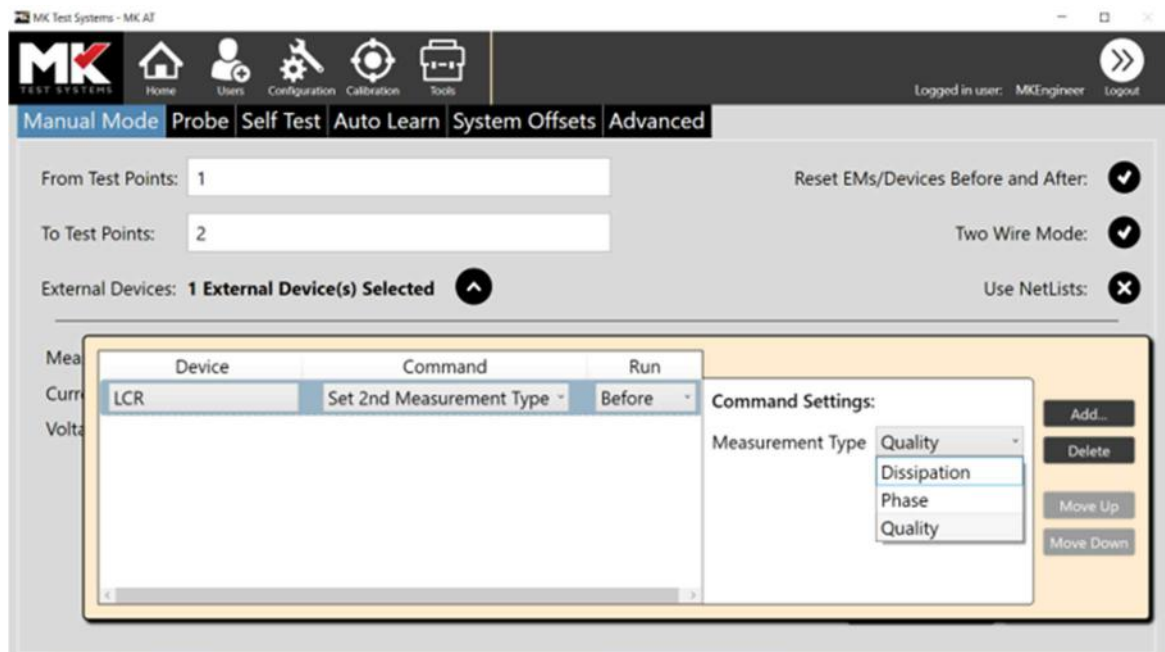 MK Test Systems - MK AT
MK
TEST SYSTEMS
Home Users Configuration Calibration Tools
Logged in user: MKEngineer Logout
Manual Mode Probe Self Test Auto Learn System Offsets Advanced
From Test Points: 1 Reset EMs/Devices Before and After:
To Test Points: 2 Two Wire Mode:
External Devices: 1 External Device(s) Selected Use NetLists:
Mea
Curr
Volta
Device Command Run
LCR Set 2nd Measurement Type Before
Command Settings:
Measurement Type Quality
Dissipation
Phase
Quality
Add...
Delete
Move Up
Move Down